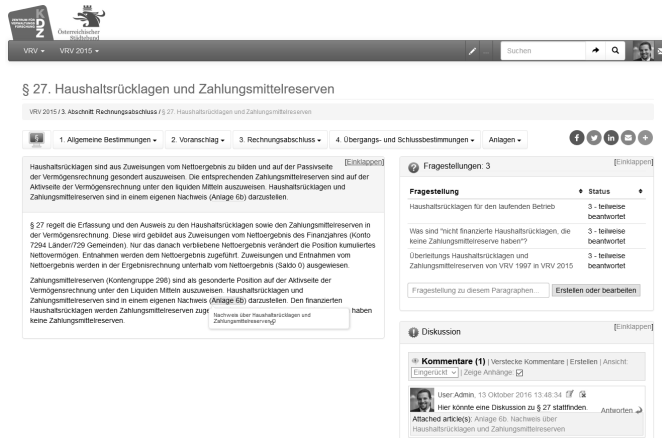 ZENTRUM FÜR
VERWALTUNGS
FORSCHUNG
KDZ
Österreichischer
Städtebund
VRV
VRV 2015
Suchen
§ 27. Haushaltsrücklagen und Zahlungsmittelreserven
VRV 2015 / 3. Abschnitt: Rechnungsabschluss / § 27. Haushaltsrücklagen und Zahlungsmittelreserven
§
1. Allgemeine Bestimmungen
2. Voranschlag
3. Rechnungsabschluss
4. Übergangs- und Schlussbestimmungen
Anlagen
[Einklappen]
Haushaltsrücklagen sind aus Zuweisungen vom Nettoergebnis zu bilden und auf der Passivseite
der Vermögensrechnung gesondert auszuweisen. Die entsprechenden Zahlungsmittelreserven sind auf der
Aktivseite der Vermögensrechnung unter den liquiden Mitteln auszuweisen. Haushaltsrücklagen und
Zahlungsmittelreserven sind in einem eigenen Nachweis (Anlage 6b) darzustellen.
§ 27 regelt die Erfassung und den Ausweis zu den Haushaltsrücklagen sowie den Zahlungsmittelreserven in
der Vermögensrechnung. Diese wird gebildet aus Zuweisungen vom Nettoergebnis des Finanzjahres (Konto
7294 Länder/729 Gemeinden). Nur das danach verbliebene Nettoergebnis verändert die Position kumuliertes
Nettovermögen. Entnahmen werden dem Nettoergebnis zugeführt. Zuweisungen und Entnahmen vom
Nettoergebnis werden in der Ergebnisrechnung unterhalb vom Nettoergebnis (Saldo 0) ausgewiesen.
Zahlungsmittelreserven (Kontengruppe 296) sind als gesonderte Position auf der Aktivseite der
Vermögensrechnung unter den Liquiden Mitteln auszuweisen. Haushaltsrücklagen und
Zahlungsmittelreserven sind in einem eigenen Nachweis (Anlage 6b) darzustellen. Den finanzierten
Haushaltsrücklagen werden Zahlungsmittelreserven zuge haben
keine Zahlungsmittelreserven.
Nachweis über Haushaltsrücklagen und
Zahlungsmittelreserven
Fragestellungen: 3
[Einklappen]
Fragestellung Status
Haushaltsrücklagen für den laufenden Betrieb 3 - teilweise
beantwortet
Was sind "nicht finanzierte Haushaltsrücklagen, die 3 - teilweise
keine Zahlungsmittelreserve haben"? beantwortet
Überleitungs Haushaltsrücklagen und 3 - teilweise
Zahlungsmittelreserven von VRV 1997 in VRV 2015 beantwortet
Fragestellung zu diesem Paragraphen...
Erstellen oder bearbeiten
Diskussion
[Einklappen]
Kommentare (1) | Verstecke Kommentare | Erstellen | Ansicht:
Eingerückt | Zeige Anhänge:
User:Admin, 13 Oktober 2016 13:48:34
Hier könnte eine Diskussion zu § 27 stattfinden.
Antworten
Attached article(s): Anlage 6b. Nachweis über
Haushaltsrücklagen und Zahlungsmittelreserven